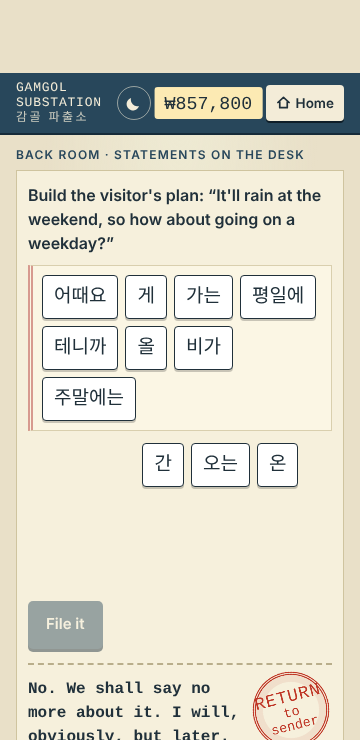 GAMGOL
SUBSTATION
감골 파출소
₩857,800
Home
BACK ROOM · STATEMENTS ON THE DESK
Build the visitor's plan: “It'll rain at the
weekend, so how about going on a
weekday?”
어때요 게 가는 평일에
테니까 올 비가
주말에는
간 오는 온
File it
No. We shall say no
more about it. I will,
obviously, but later.
RETURN
to
sender